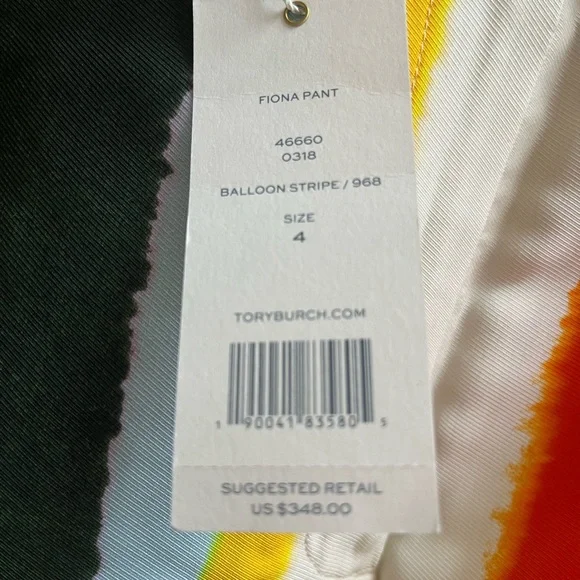 FIONA PANT
46660
0318
BALLOON STRIPE / 968
SIZE
4
TORYBURCH.COM
1 90041 83580 5
SUGGESTED RETAIL
US $348.00